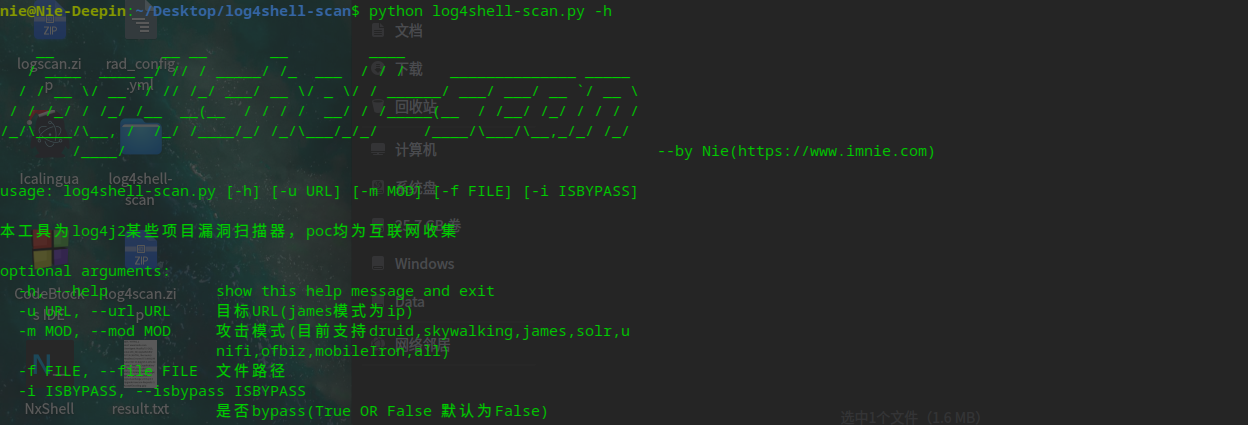 nie@Nie-Deepin:~/Desktop/log4shell-scan$ python log4shell-scan.py -h
文档
logscan.zip
rad_config.yml
下载
回收站
计算机
--by Nie(https://www.imnie.com)
Icalingua
log4shell-scan
系统盘
usage: log4shell-scan.py [-h] [-u URL] [-m MOD] [-f FILE] [-i ISBYPASS]
本工具为log4j2某些项目漏洞扫描器，poc均为互联网收集
Windows
optional arguments:
-h, --help show this help message and exit
CodeBlocks IDE
log4scan.zip
Data
-u URL, --url URL 目标URL(james模式为ip)
-m MOD, --mod MOD 攻击模式(目前支持druid,skywalking,james,solr,u
nifi,ofbiz,mobileIron,all)
网络邻居
-f FILE, --file FILE 文件路径
-i ISBYPASS, --isbypass ISBYPASS
NxShell
result.txt
是否bypass(True OR False 默认为False)
选中1个文件（1.6 MB）